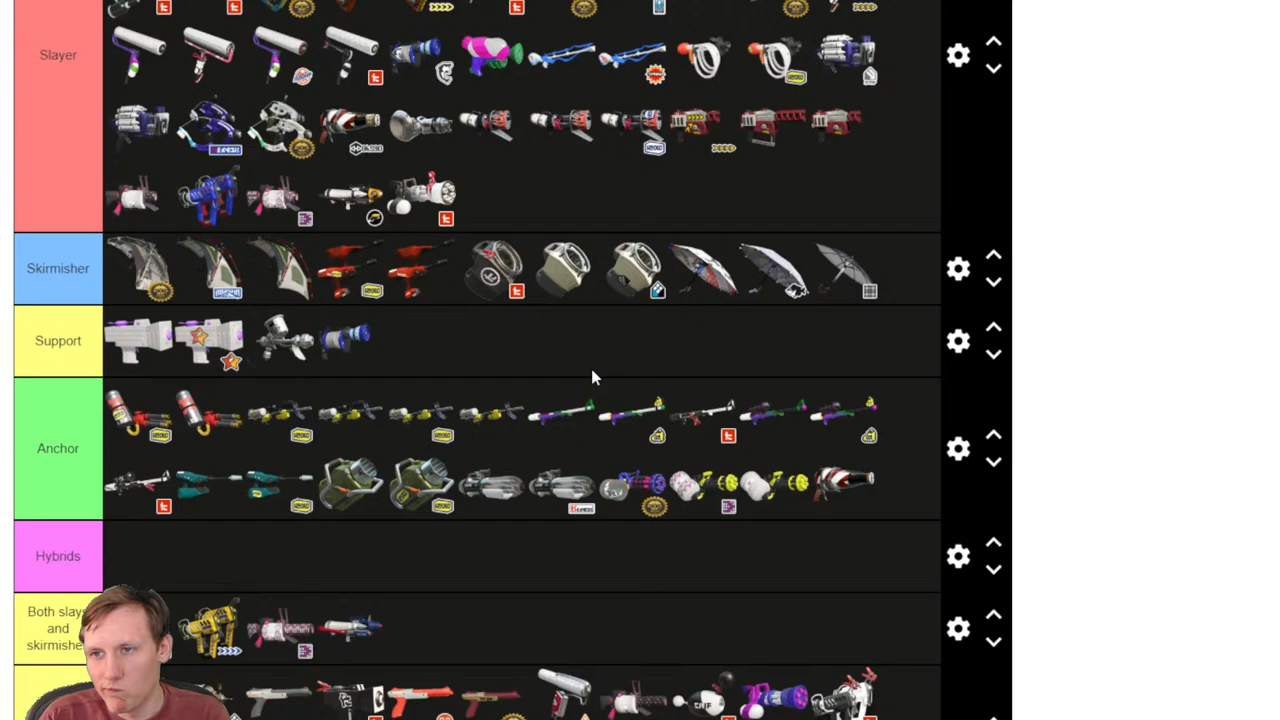 Slayer
Skirmisher
Support
Anchor
Hybrids
Both slay
and
skirmishe